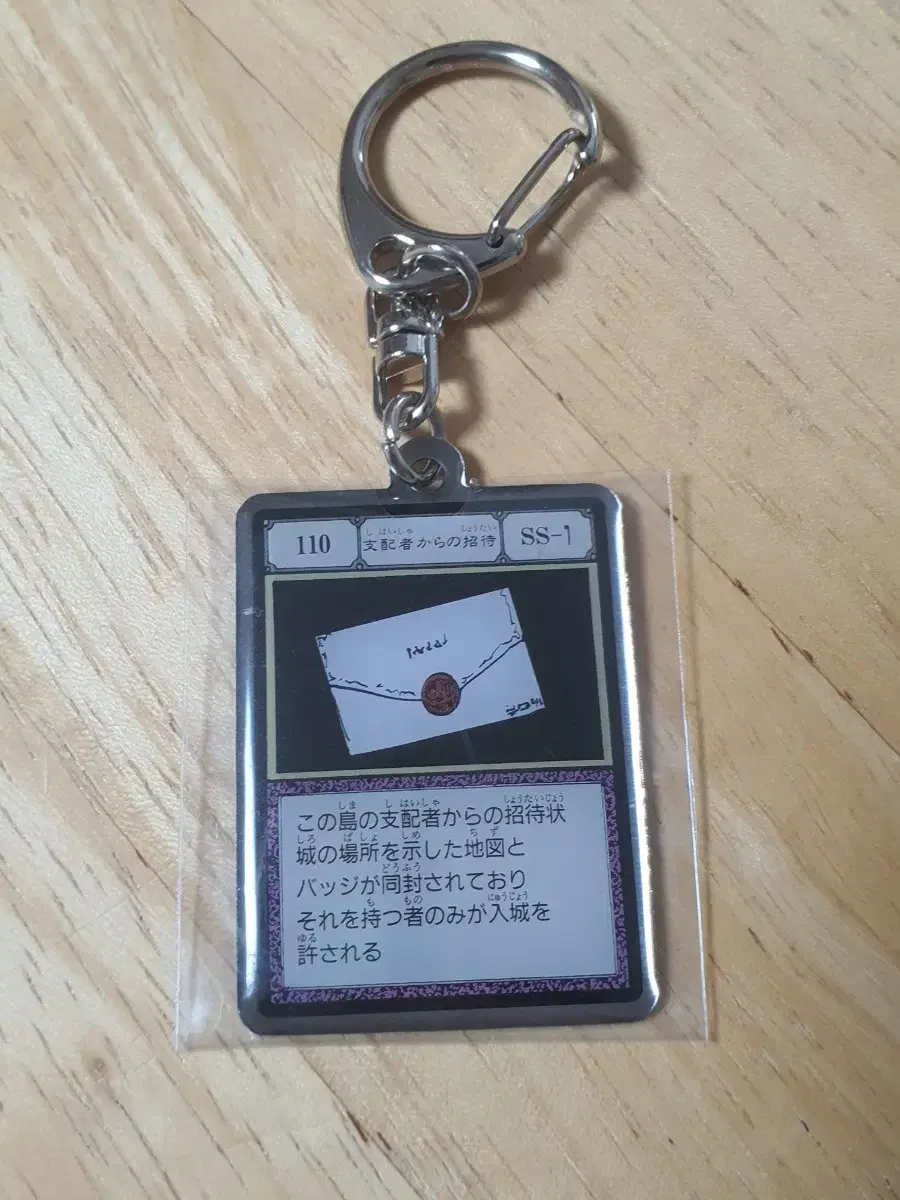 110
支配者からの招待
SS-1
この島の支配者からの招待状
城の場所を示した地図と
バッジが同封されており
それを持つ者のみが入城を
許される